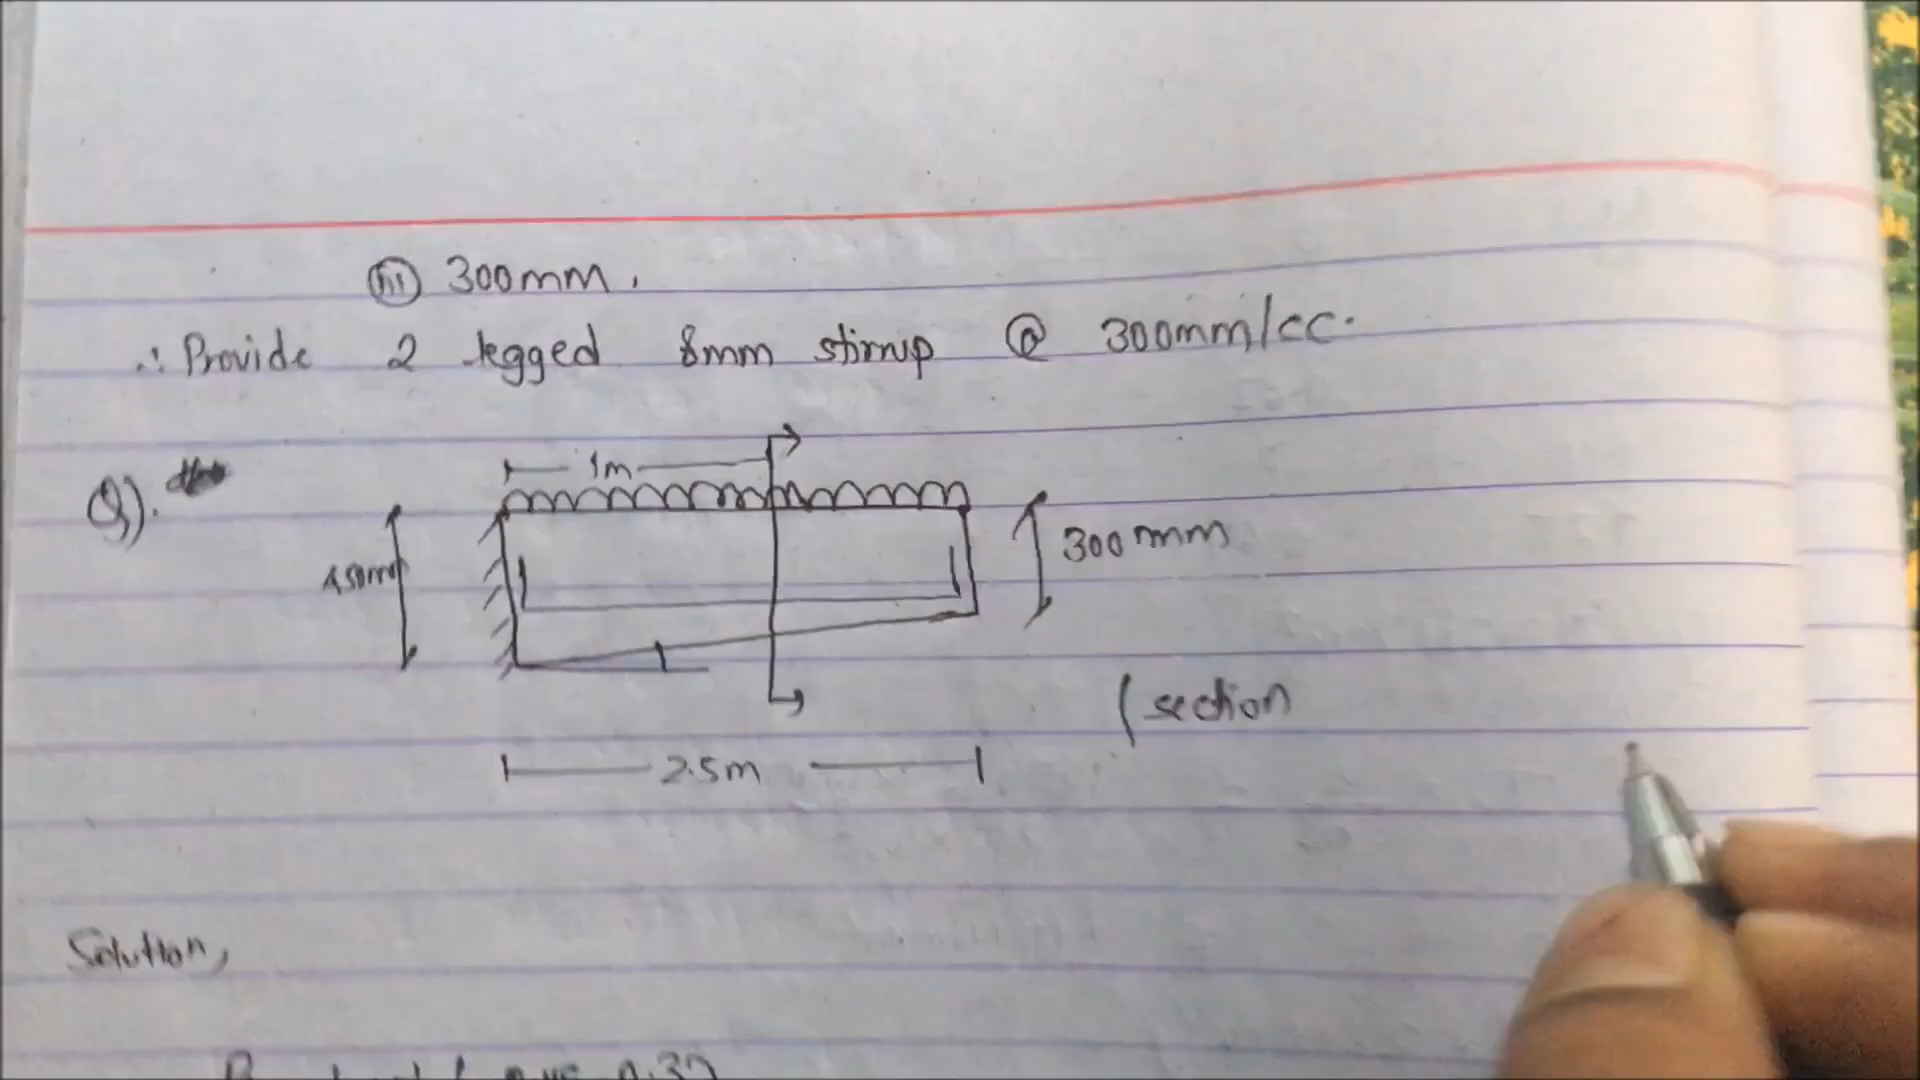 (iii) 300mm.
∴ Provide 2 legged 8mm stirrup @ 300mm/cc.
Q).
1m
450mm
300mm
(section
2.5m
Solution,